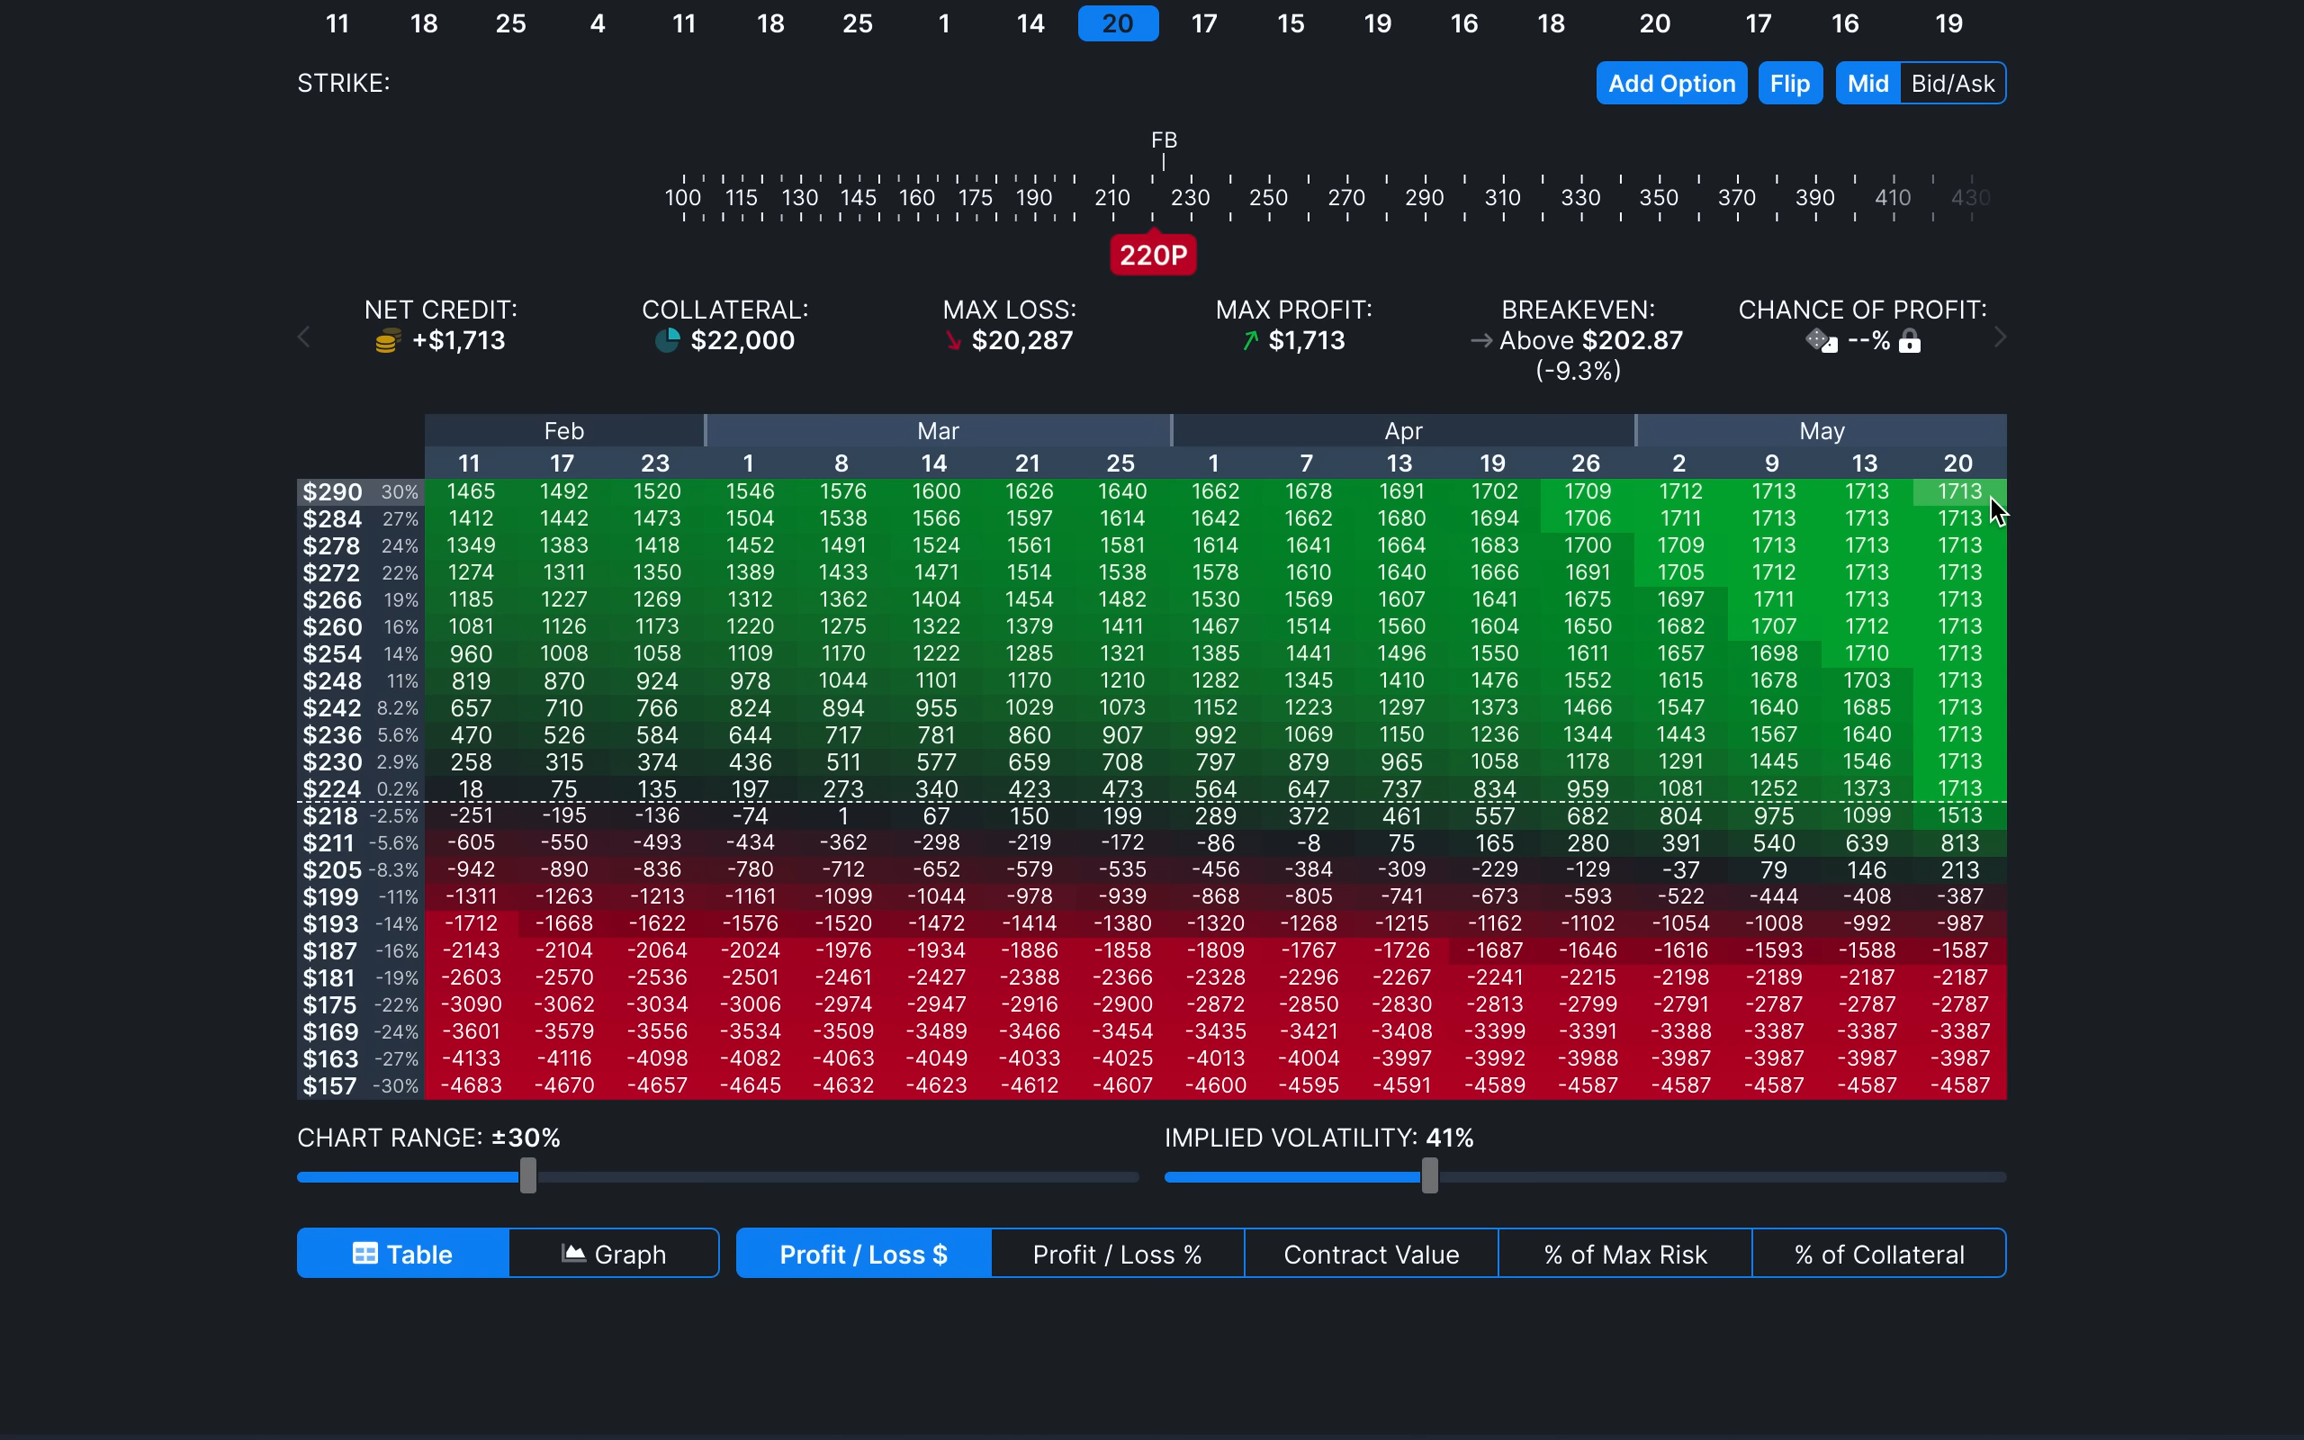 11 18 25 4 11 18 25 1 14 20 17 15 19 16 18 20 17 16 19
STRIKE: Add Option Flip Mid Bid/Ask
FB
100 115 130 145 160 175 190 210 230 250 270 290 310 330 350 370 390 410 430
220P
NET CREDIT: COLLATERAL: MAX LOSS: MAX PROFIT: BREAKEVEN: CHANCE OF PROFIT:
+$1,713 $22,000 $20,287 $1,713 Above $202.87 --%
(-9.3%)
Feb Mar Apr May
11 17 23 1 8 14 21 25 1 7 13 19 26 2 9 13 20
$290 30% 1465 1492 1520 1546 1576 1600 1626 1640 1662 1678 1691 1702 1709 1712 1713 1713 1713
$284 27% 1412 1442 1473 1504 1538 1566 1597 1614 1642 1662 1680 1694 1706 1711 1713 1713 1713
$278 24% 1349 1383 1418 1452 1491 1524 1561 1581 1614 1641 1664 1683 1700 1709 1713 1713 1713
$272 22% 1274 1311 1350 1389 1433 1471 1514 1538 1578 1610 1640 1666 1691 1705 1712 1713 1713
$266 19% 1185 1227 1269 1312 1362 1404 1454 1482 1530 1569 1607 1641 1675 1697 1711 1713 1713
$260 16% 1081 1126 1173 1220 1275 1322 1379 1411 1467 1514 1560 1604 1650 1682 1707 1712 1713
$254 14% 960 1008 1058 1109 1170 1222 1285 1321 1385 1441 1496 1550 1611 1657 1698 1710 1713
$248 11% 819 870 924 978 1044 1101 1170 1210 1282 1345 1410 1476 1552 1615 1678 1703 1713
$242 8.2% 657 710 766 824 894 955 1029 1073 1152 1223 1297 1373 1466 1547 1640 1685 1713
$236 5.6% 470 526 584 644 717 781 860 907 992 1069 1150 1236 1344 1443 1567 1640 1713
$230 2.9% 258 315 374 436 511 577 659 708 797 879 965 1058 1178 1291 1445 1546 1713
$224 0.2% 18 75 135 197 273 340 423 473 564 647 737 834 959 1081 1252 1373 1713
$218 -2.5% -251 -195 -136 -74 1 67 150 199 289 372 461 557 682 804 975 1099 1513
$211 -5.6% -605 -550 -493 -434 -362 -298 -219 -172 -86 -8 75 165 280 391 540 639 813
$205 -8.3% -942 -890 -836 -780 -712 -652 -579 -535 -456 -384 -309 -229 -129 -37 79 146 213
$199 -11% -1311 -1263 -1213 -1161 -1099 -1044 -978 -939 -868 -805 -741 -673 -593 -522 -444 -408 -387
$193 -14% -1712 -1668 -1622 -1576 -1520 -1472 -1414 -1380 -1320 -1268 -1215 -1162 -1102 -1054 -1008 -992 -987
$187 -16% -2143 -2104 -2064 -2024 -1976 -1934 -1886 -1858 -1809 -1767 -1726 -1687 -1646 -1616 -1593 -1588 -1587
$181 -19% -2603 -2570 -2536 -2501 -2461 -2427 -2388 -2366 -2328 -2296 -2267 -2241 -2215 -2198 -2189 -2187 -2187
$175 -22% -3090 -3062 -3034 -3006 -2974 -2947 -2916 -2900 -2872 -2850 -2830 -2813 -2799 -2791 -2787 -2787 -2787
$169 -24% -3601 -3579 -3556 -3534 -3509 -3489 -3466 -3454 -3435 -3421 -3408 -3399 -3391 -3388 -3387 -3387 -3387
$163 -27% -4133 -4116 -4098 -4082 -4063 -4049 -4033 -4025 -4013 -4004 -3997 -3992 -3988 -3987 -3987 -3987 -3987
$157 -30% -4683 -4670 -4657 -4645 -4632 -4623 -4612 -4607 -4600 -4595 -4591 -4589 -4587 -4587 -4587 -4587 -4587
CHART RANGE: ±30% IMPLIED VOLATILITY: 41%
Table Graph Profit / Loss $ Profit / Loss % Contract Value % of Max Risk % of Collateral